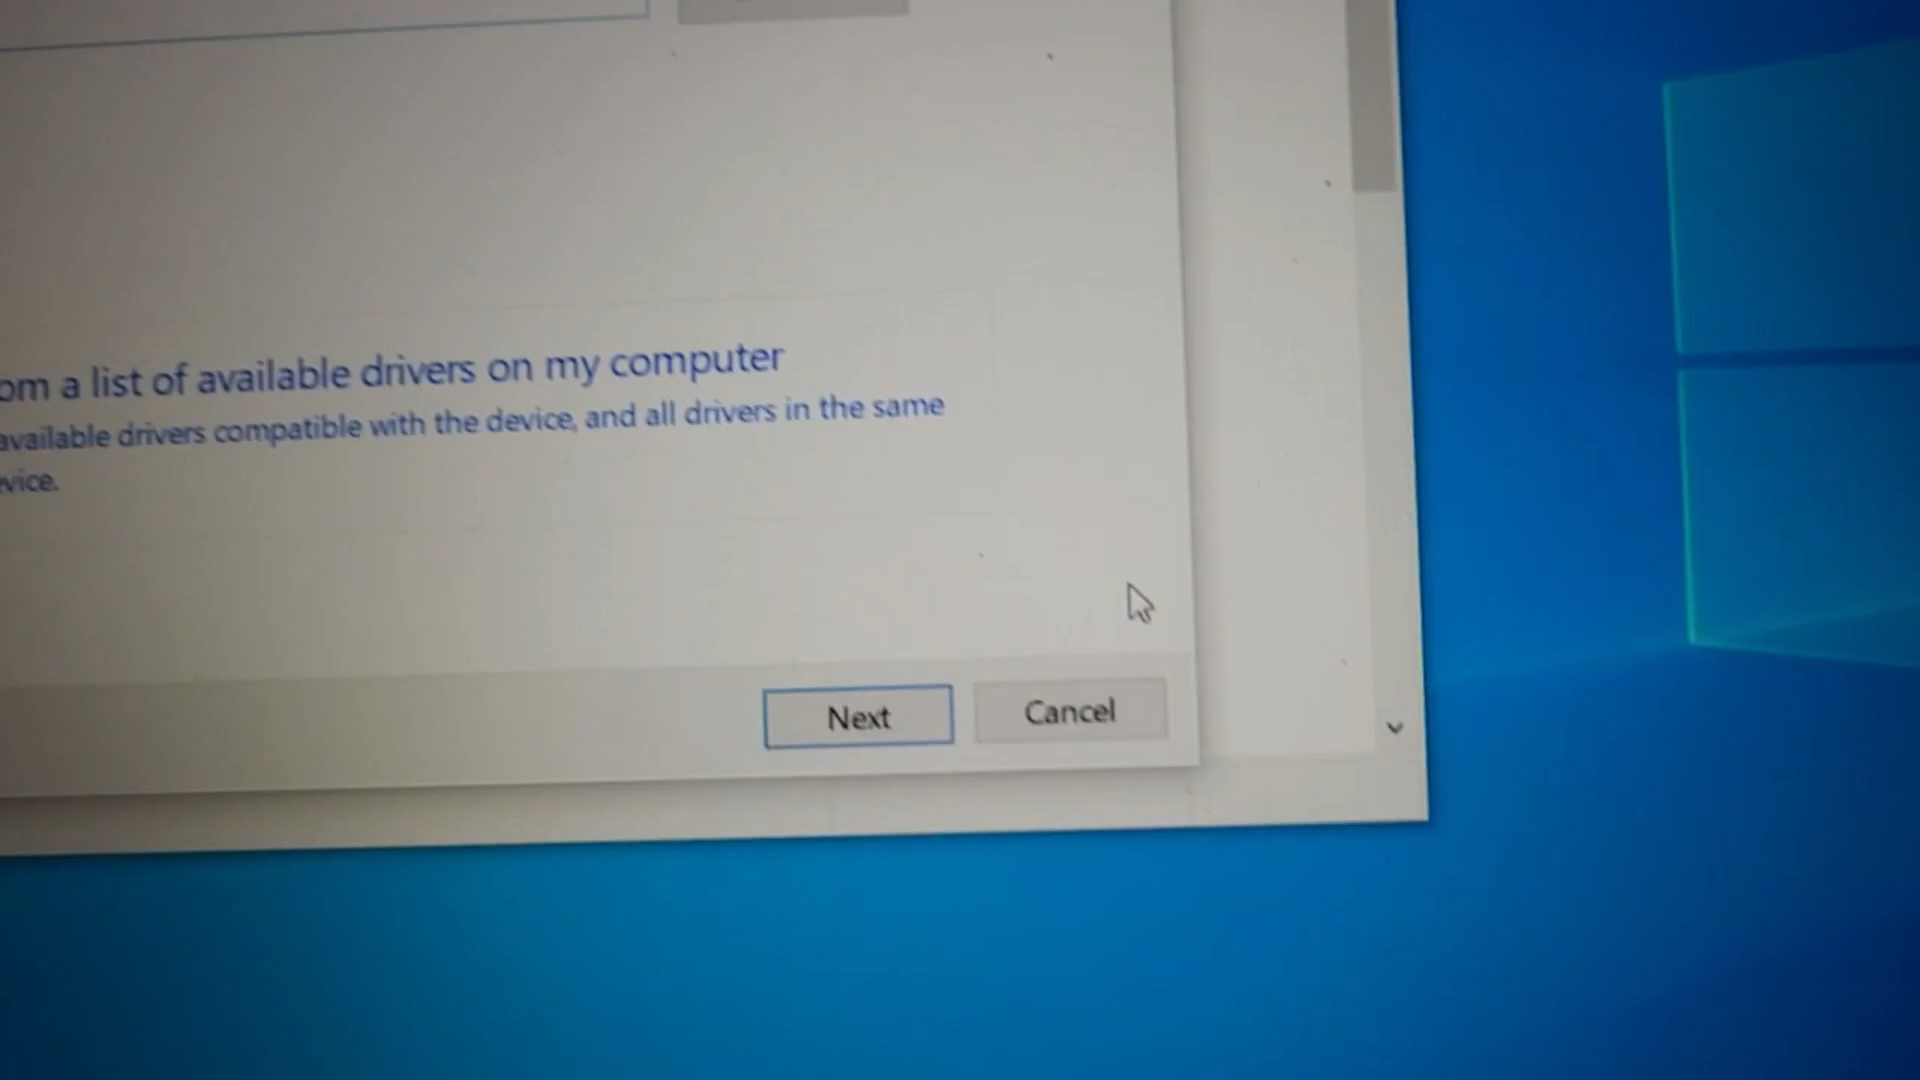 om a list of available drivers on my computer
available drivers compatible with the device, and all drivers in the same
evice.
Next
Cancel